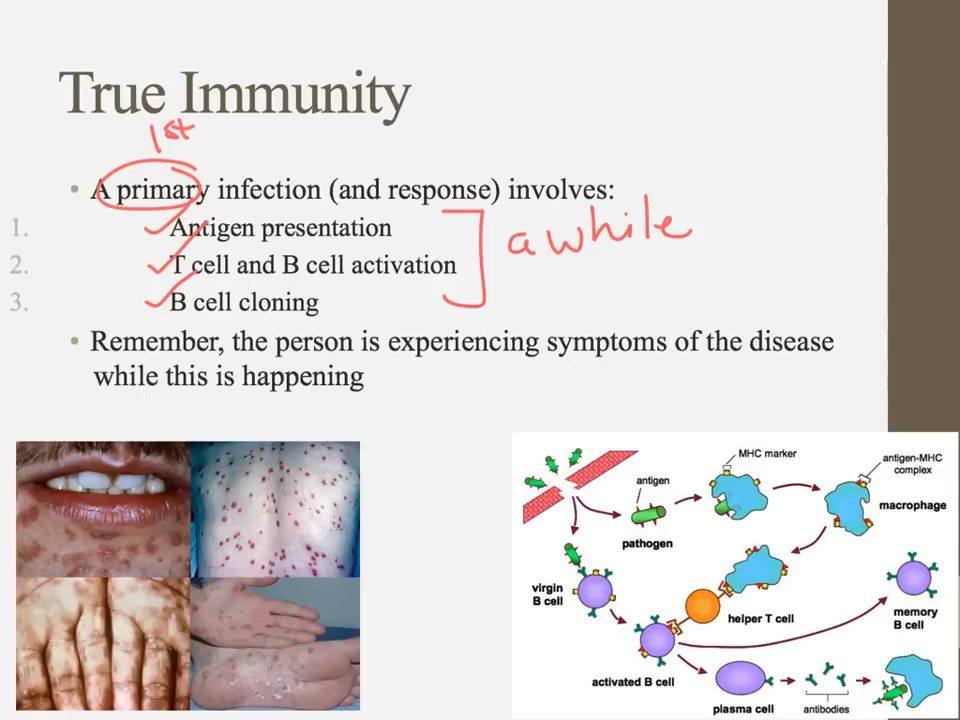 True Immunity
1st
• A primary infection (and response) involves:
1. Antigen presentation
2. T cell and B cell activation
3. B cell cloning
a while
• Remember, the person is experiencing symptoms of the disease
while this is happening
MHC marker
antigen-MHC
complex
antigen
macrophage
pathogen
virgin
B cell
helper T cell
memory
B cell
activated B cell
plasma cell
antibodies